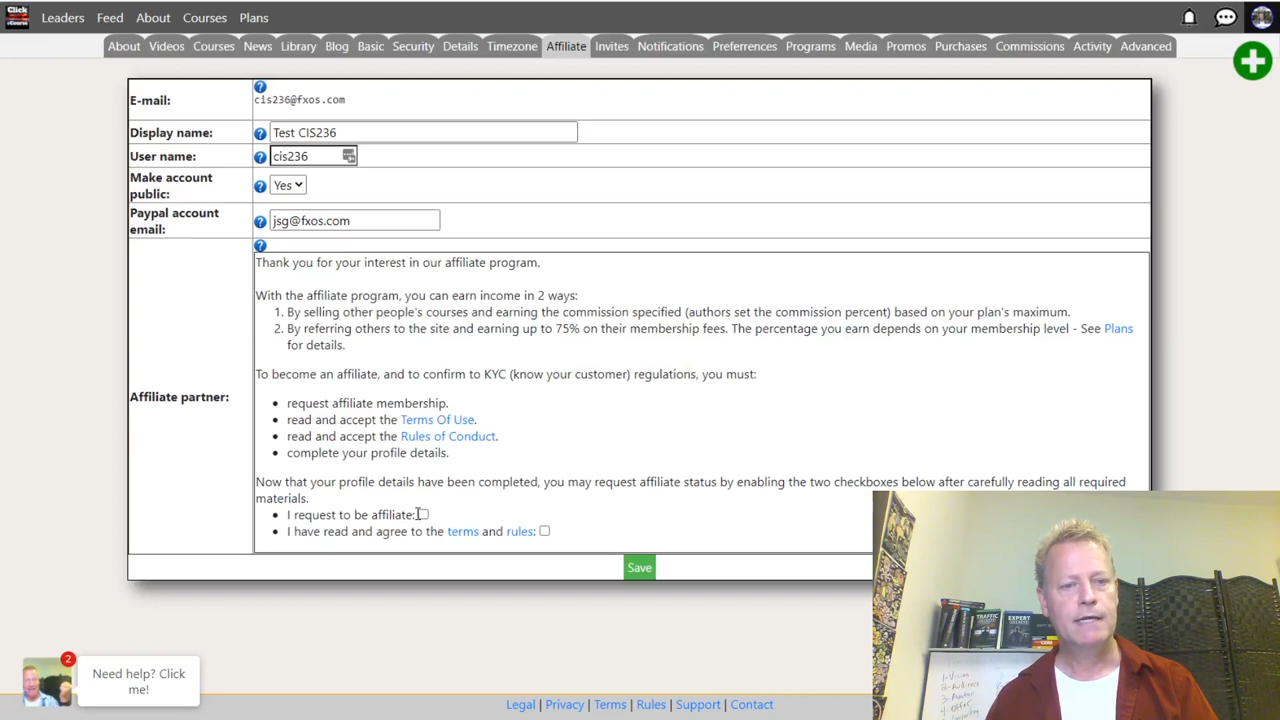 Click
eCourse
Leaders Feed About Courses Plans
About Videos Courses News Library Blog Basic Security Details Timezone Affiliate Invites Notifications Preferrences Programs Media Promos Purchases Commissions Activity Advanced
E-mail: cis236@fxos.com
Display name: Test CIS236
User name: cis236
Make account public: Yes
Paypal account email: jsg@fxos.com
Thank you for your interest in our affiliate program.
With the affiliate program, you can earn income in 2 ways:
1. By selling other people's courses and earning the commission specified (authors set the commission percent) based on your plan's maximum.
2. By referring others to the site and earning up to 75% on their membership fees. The percentage you earn depends on your membership level - See Plans
for details.
To become an affiliate, and to confirm to KYC (know your customer) regulations, you must:
Affiliate partner:
• request affiliate membership.
• read and accept the Terms Of Use.
• read and accept the Rules of Conduct.
• complete your profile details.
Now that your profile details have been completed, you may request affiliate status by enabling the two checkboxes below after carefully reading all required
materials.
• I request to be affiliate:
• I have read and agree to the terms and rules:
Save
TRAFFIC
SECRETS
EXPERT
SECRETS
1-Vision
2
Need help? Click
me!
Legal | Privacy | Terms | Rules | Support | Contact